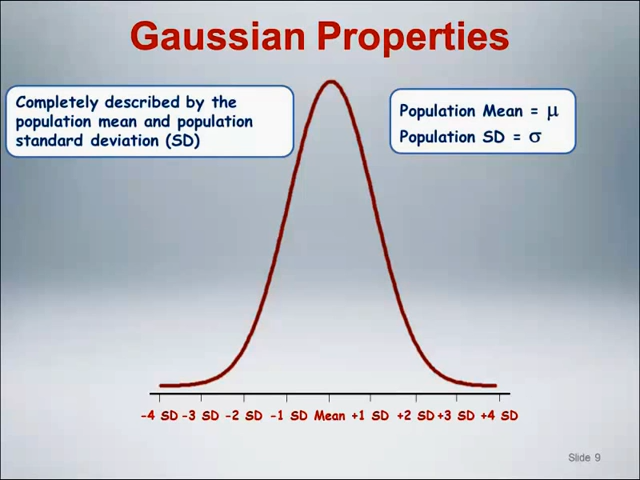 Gaussian Properties
Completely described by the
population mean and population
standard deviation (SD)
Population Mean = μ
Population SD = σ
-4 SD -3 SD -2 SD -1 SD Mean +1 SD +2 SD +3 SD +4 SD
Slide 9